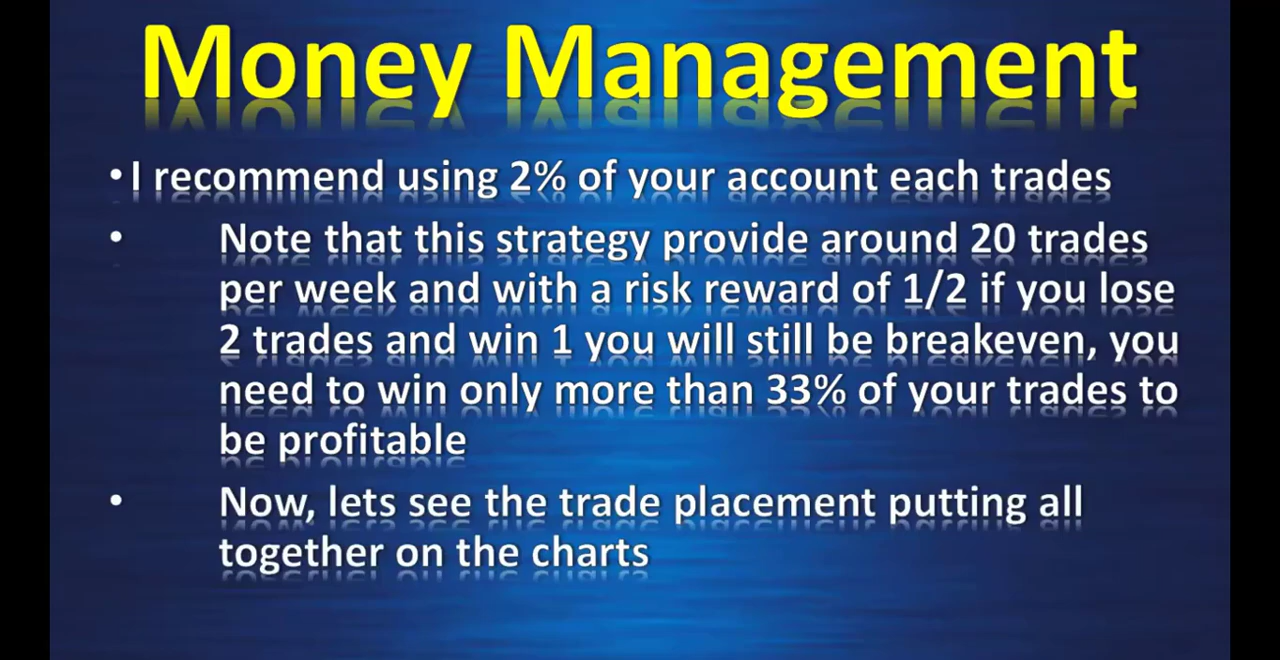 Money Management
• I recommend using 2% of your account each trades
• Note that this strategy provide around 20 trades
per week and with a risk reward of 1/2 if you lose
2 trades and win 1 you will still be breakeven, you
need to win only more than 33% of your trades to
be profitable
• Now, lets see the trade placement putting all
together on the charts